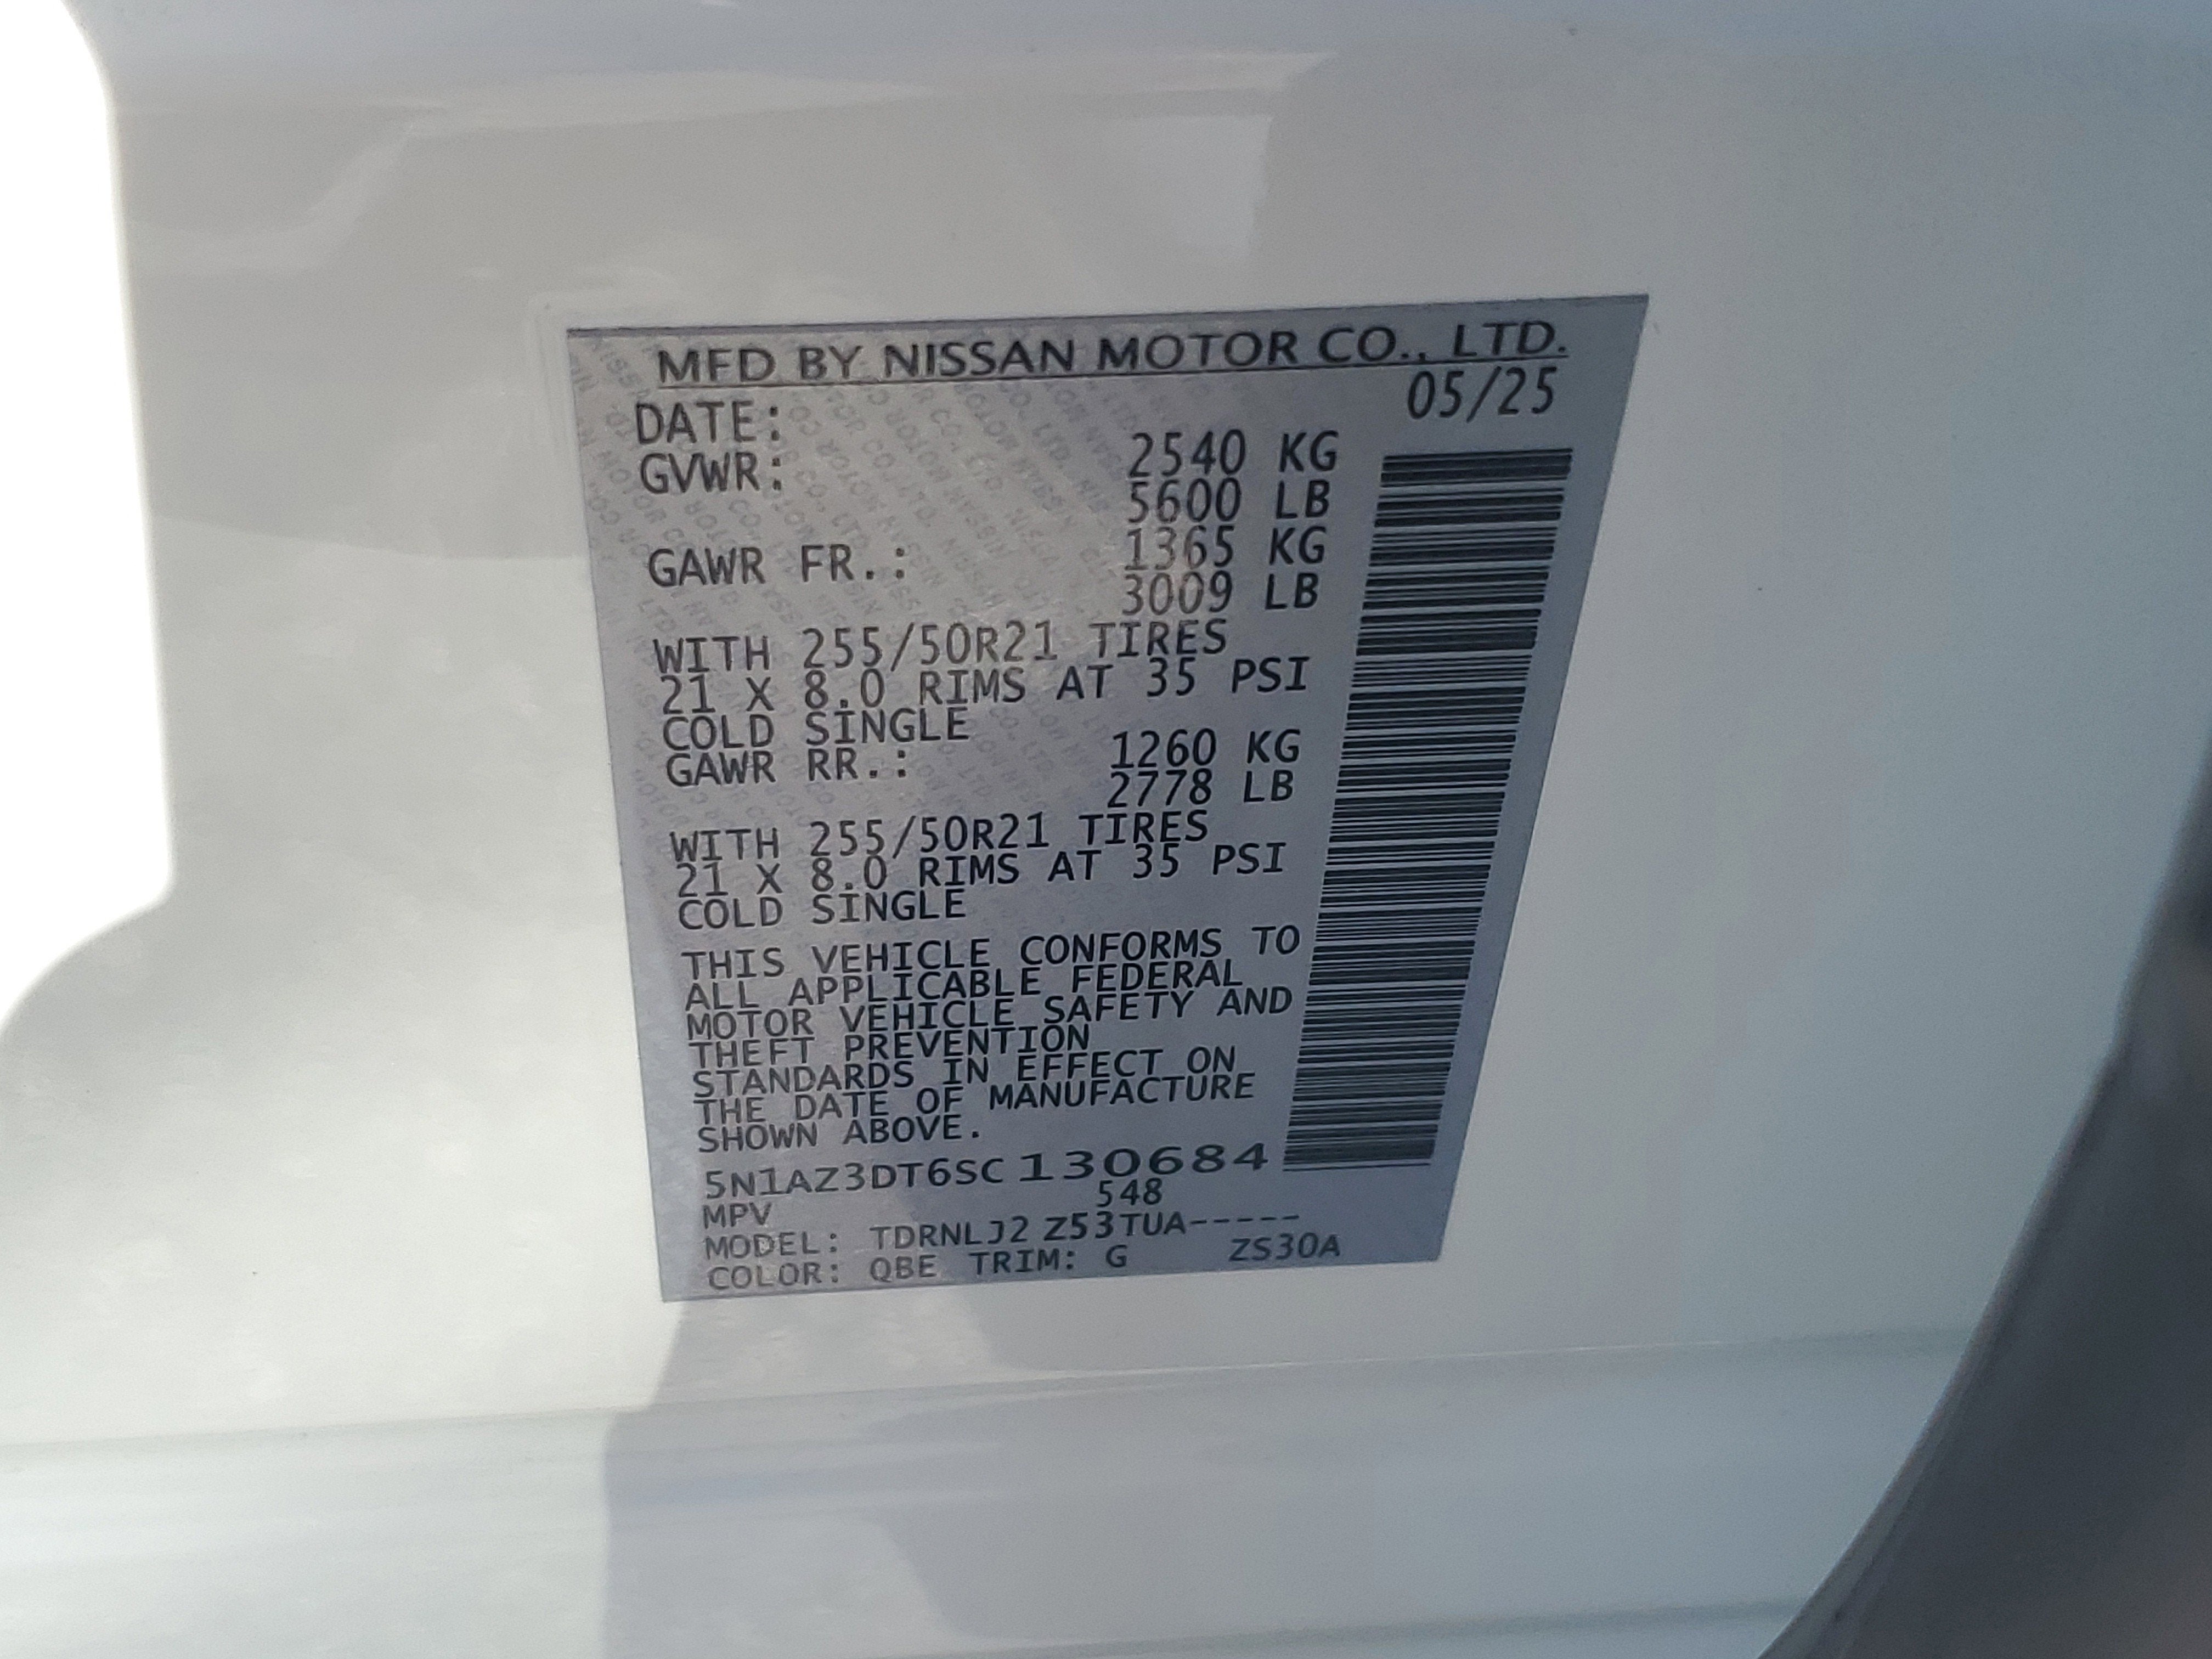 MFD BY NISSAN MOTOR CO., LTD.
DATE: 05/25
GVWR: 2540 KG
5600 LB
GAWR FR.: 1365 KG
3009 LB
WITH 255/50R21 TIRES
21 X 8.0 RIMS AT 35 PSI
COLD SINGLE
GAWR RR.: 1260 KG
2778 LB
WITH 255/50R21 TIRES
21 X 8.0 RIMS AT 35 PSI
COLD SINGLE
THIS VEHICLE CONFORMS TO
ALL APPLICABLE FEDERAL
MOTOR VEHICLE SAFETY AND
THEFT PREVENTION
STANDARDS IN EFFECT ON
THE DATE OF MANUFACTURE
SHOWN ABOVE.
5N1AZ3DT6SC130684
MPV 548
MODEL: TDRNLJ2 Z53TUA-----
COLOR: QBE TRIM: G ZS30A